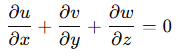 ∂u/∂x + ∂v/∂y + ∂w/∂z = 0